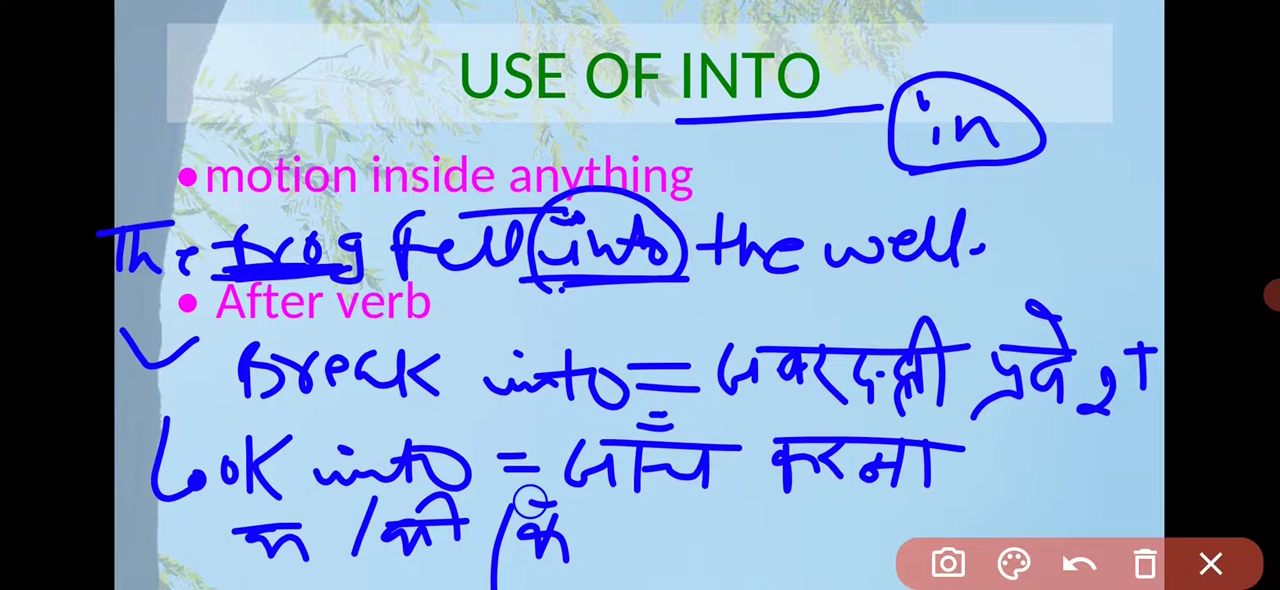 USE OF INTO
in
•motion inside anything
The frog fell into the well.
• After verb
Break into = जबरदस्ती प्रवेश
Look into = जाँच करना
/ की /